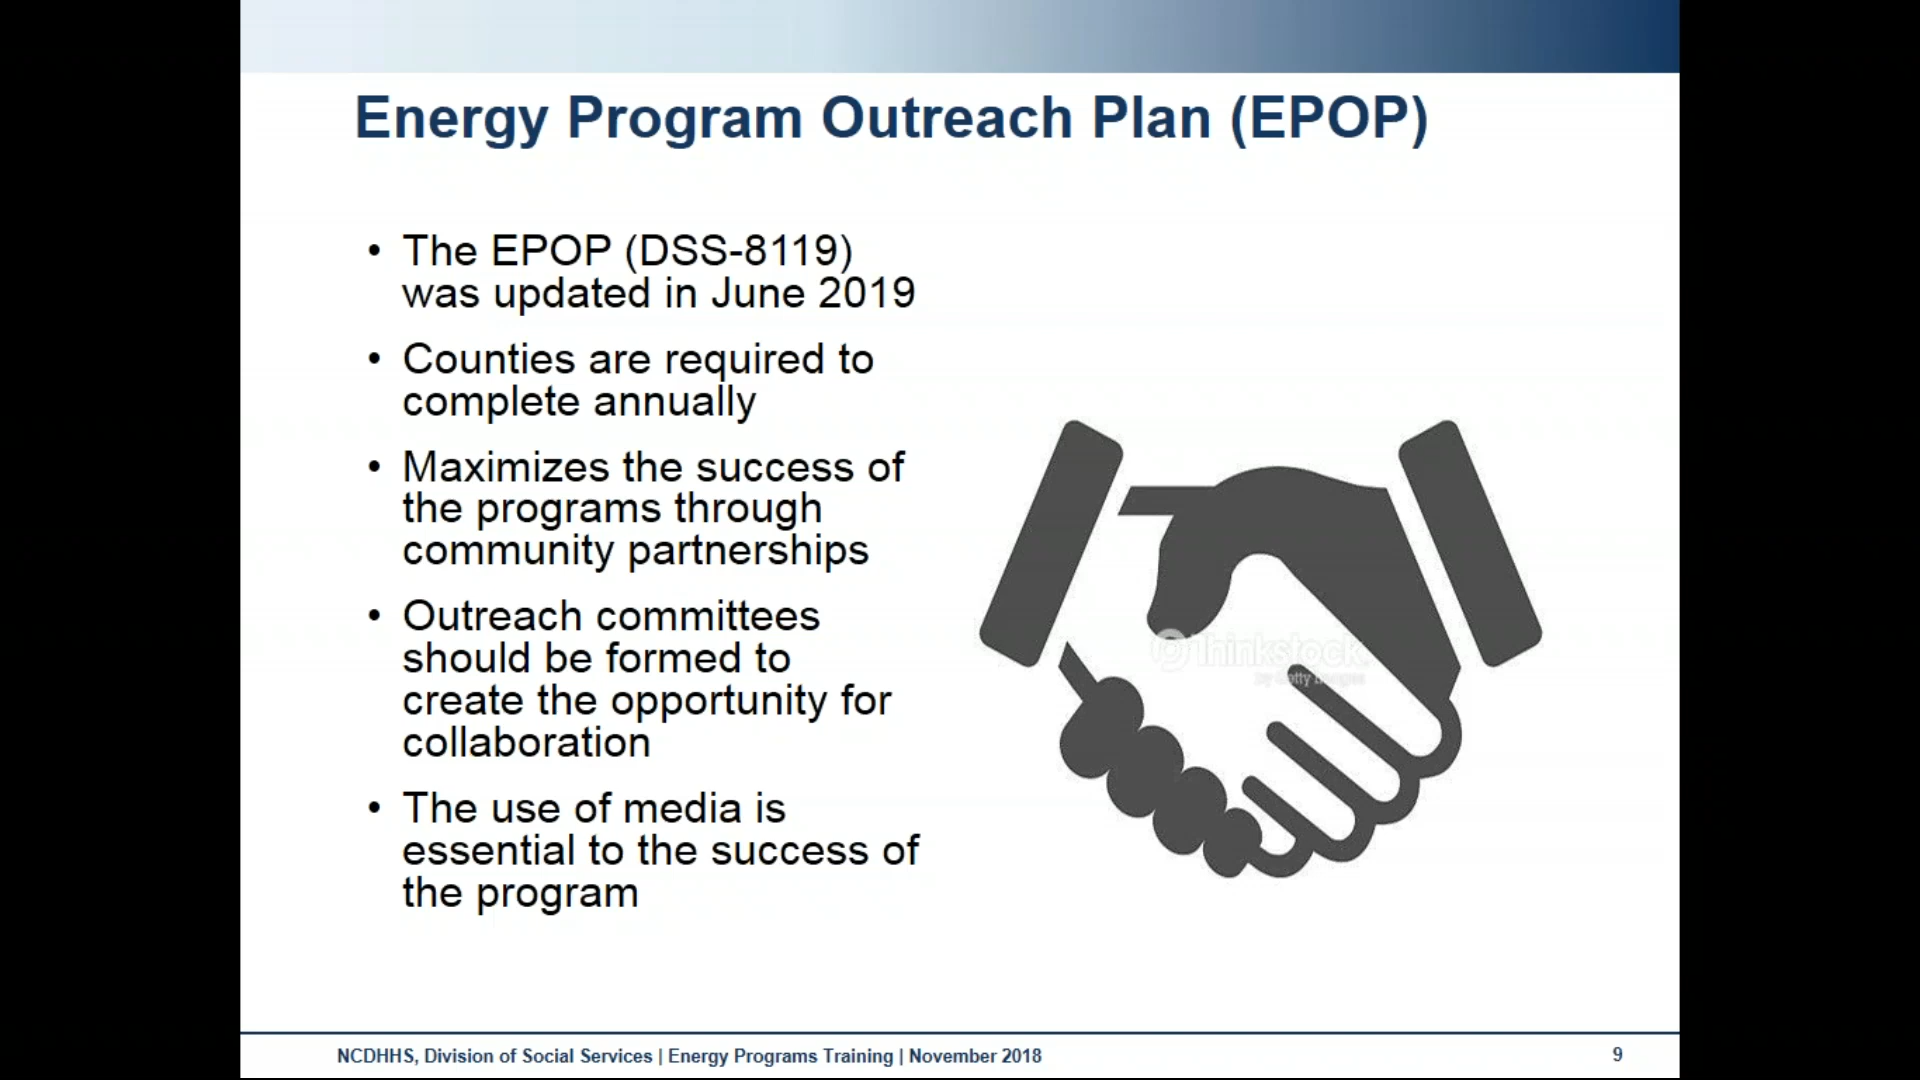 Energy Program Outreach Plan (EPOP)
• The EPOP (DSS-8119)
was updated in June 2019
• Counties are required to
complete annually
• Maximizes the success of
the programs through
community partnerships
• Outreach committees
should be formed to
create the opportunity for
collaboration
• The use of media is
essential to the success of
the program
thinkstock
by Getty Images
NCDHHS, Division of Social Services | Energy Programs Training | November 2018
9